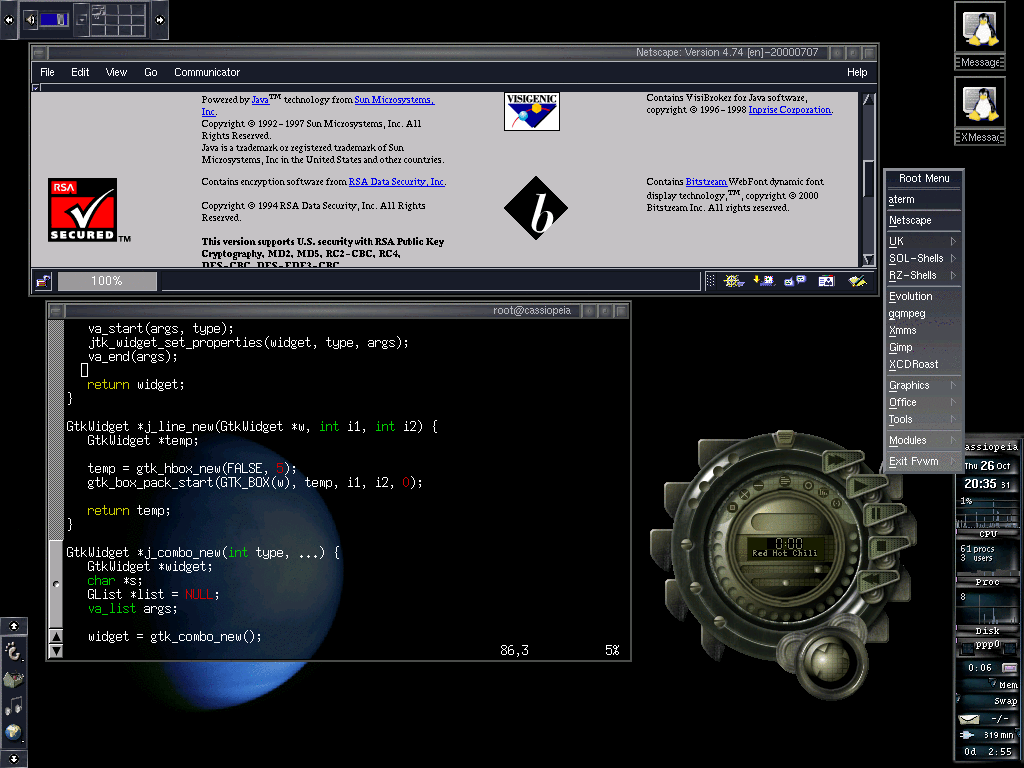 Netscape: Version 4.74 [en]-20000707
File Edit View Go Communicator Help
Powered by Java™ technology from Sun Microsystems,
Inc.
Copyright © 1992-1997 Sun Microsystems, Inc. All
Rights Reserved.
Java is a trademark or registered trademark of Sun
Microsystems, Inc in the United States and other countries.
VISIGENIC
Contains VisiBroker for Java software,
copyright © 1996-1998 Inprise Corporation.
RSA
SECURED™
Contains encryption software from RSA Data Security, Inc.
Copyright © 1994 RSA Data Security, Inc. All Rights
Reserved.
This version supports U.S. security with RSA Public Key
Cryptography, MD2, MD5, RC2-CBC, RC4,
DES-CBC, DES-EDE3-CBC
b
Contains Bitstream WebFont dynamic font
display technology,™, copyright © 2000
Bitstream Inc. All rights reserved.
100%
root@cassiopeia
va_start(args, type);
jtk_widget_set_properties(widget, type, args);
va_end(args);
return widget;
}
GtkWidget *j_line_new(GtkWidget *w, int i1, int i2) {
GtkWidget *temp;
temp = gtk_hbox_new(FALSE, 5);
gtk_box_pack_start(GTK_BOX(w), temp, i1, i2, 0);
return temp;
}
GtkWidget *j_combo_new(int type, ...) {
GtkWidget *widget;
char *s;
GList *list = NULL;
va_list args;
widget = gtk_combo_new();
86,3 5%
0:00
Red Hot Chili
Message
XMessa
Root Menu
aterm
Netscape
UK
SOL-Shells
RZ-Shells
Evolution
gqmpeg
Xmms
Gimp
XCDRoast
Graphics
Office
Tools
Modules
Exit Fvwm
assiopeia
Thu 26 Oct
20:35 31
1%
CPU
61 procs
3 users
Proc
8
Disk
ppp0
0:06
Mem
Swap
-/-
319 min
0d 2:55